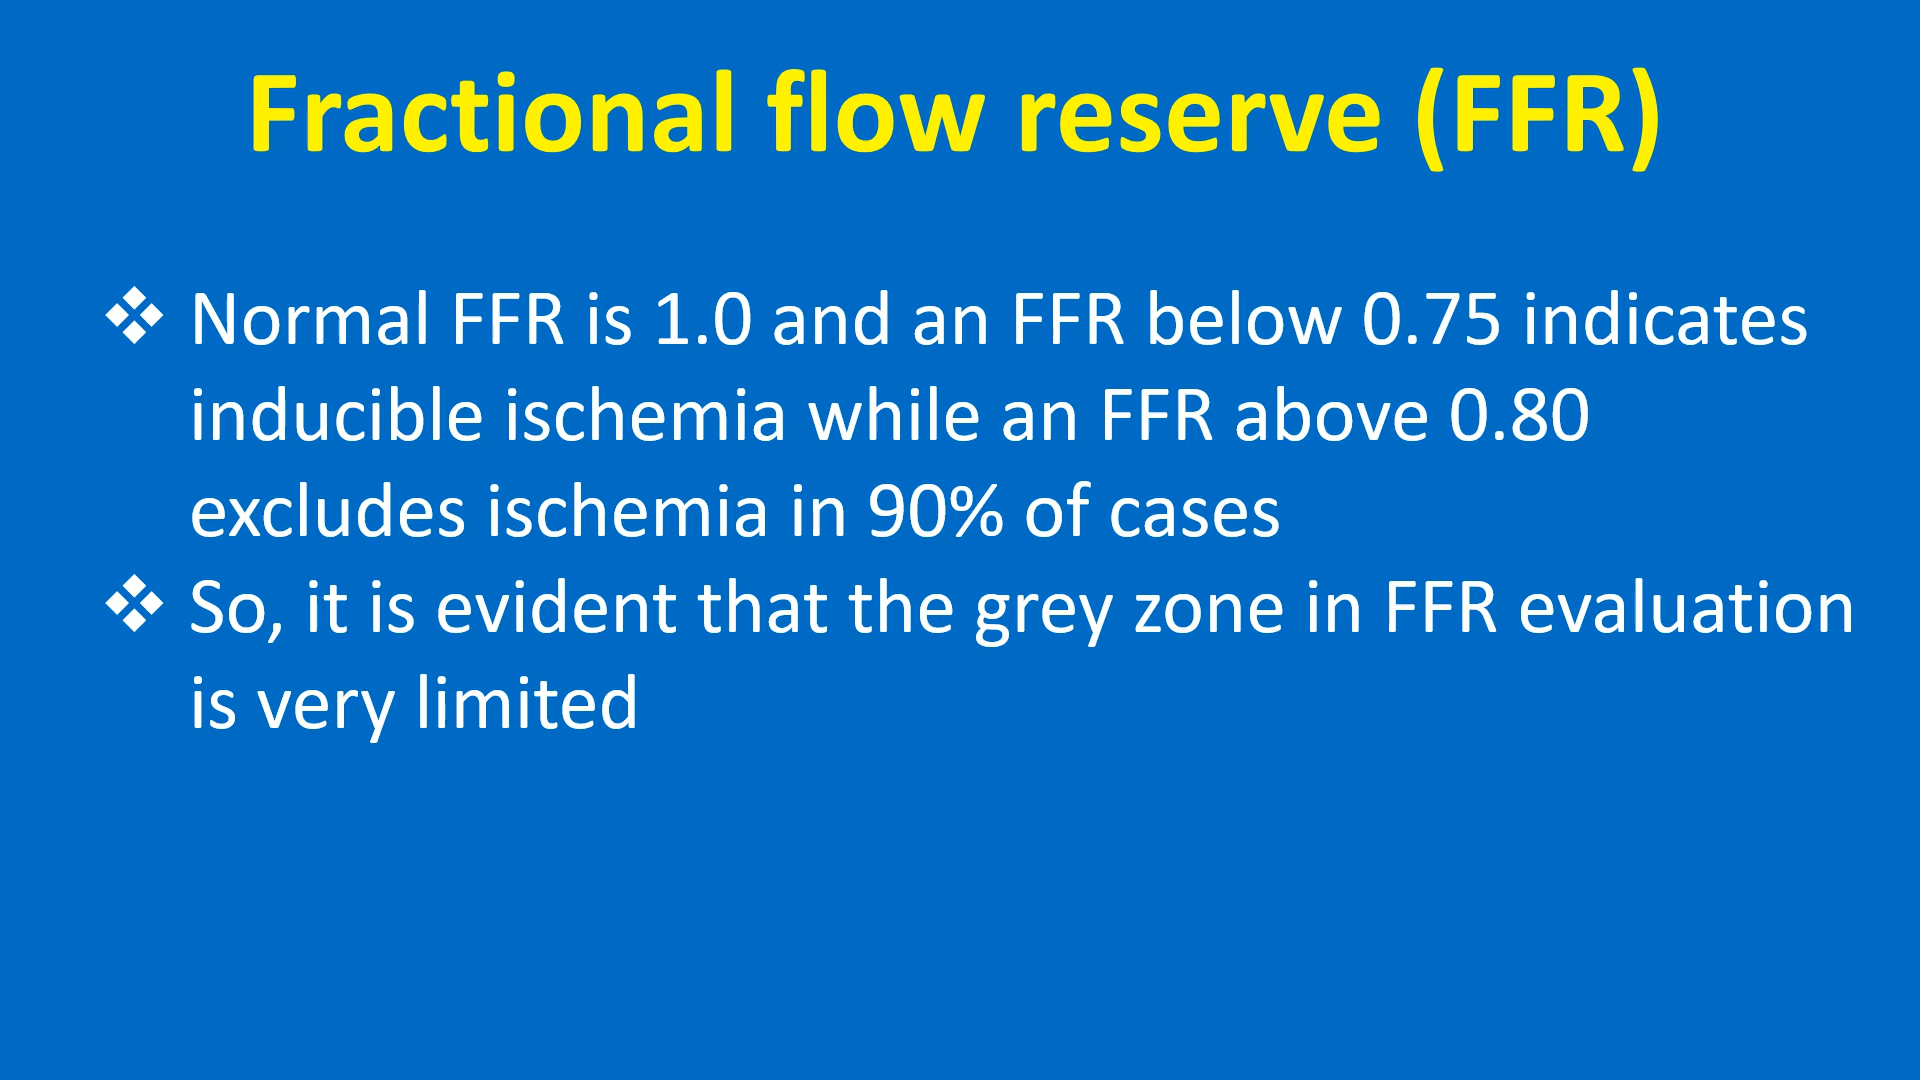 Fractional flow reserve (FFR)
❖ Normal FFR is 1.0 and an FFR below 0.75 indicates
inducible ischemia while an FFR above 0.80
excludes ischemia in 90% of cases
❖ So, it is evident that the grey zone in FFR evaluation
is very limited